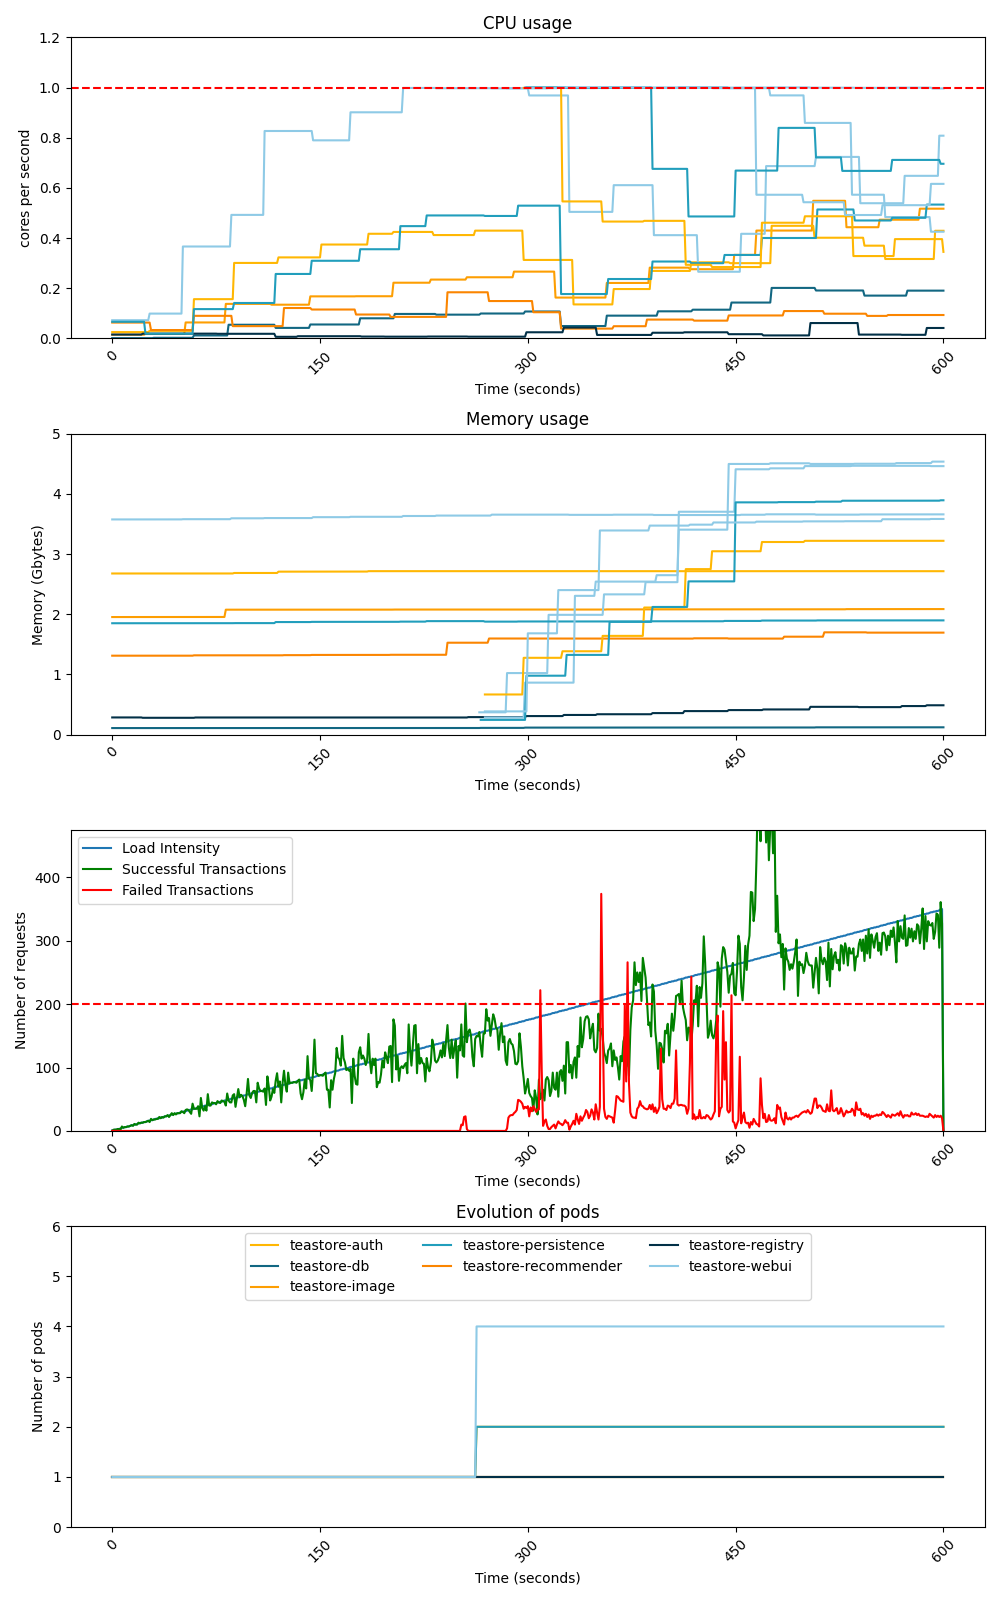 CPU usage
1.2
1.0
0.8
0.6
0.4
0.2
0.0
cores per second
0 150 300 450 600
Time (seconds)
Memory usage
5
4
3
2
1
0
Memory (Gbytes)
0 150 300 450 600
Time (seconds)
Load Intensity
Successful Transactions
Failed Transactions
400
300
200
100
0
Number of requests
0 150 300 450 600
Time (seconds)
Evolution of pods
teastore-auth teastore-persistence teastore-registry
teastore-db teastore-recommender teastore-webui
teastore-image
6
5
4
3
2
1
0
Number of pods
0 150 300 450 600
Time (seconds)